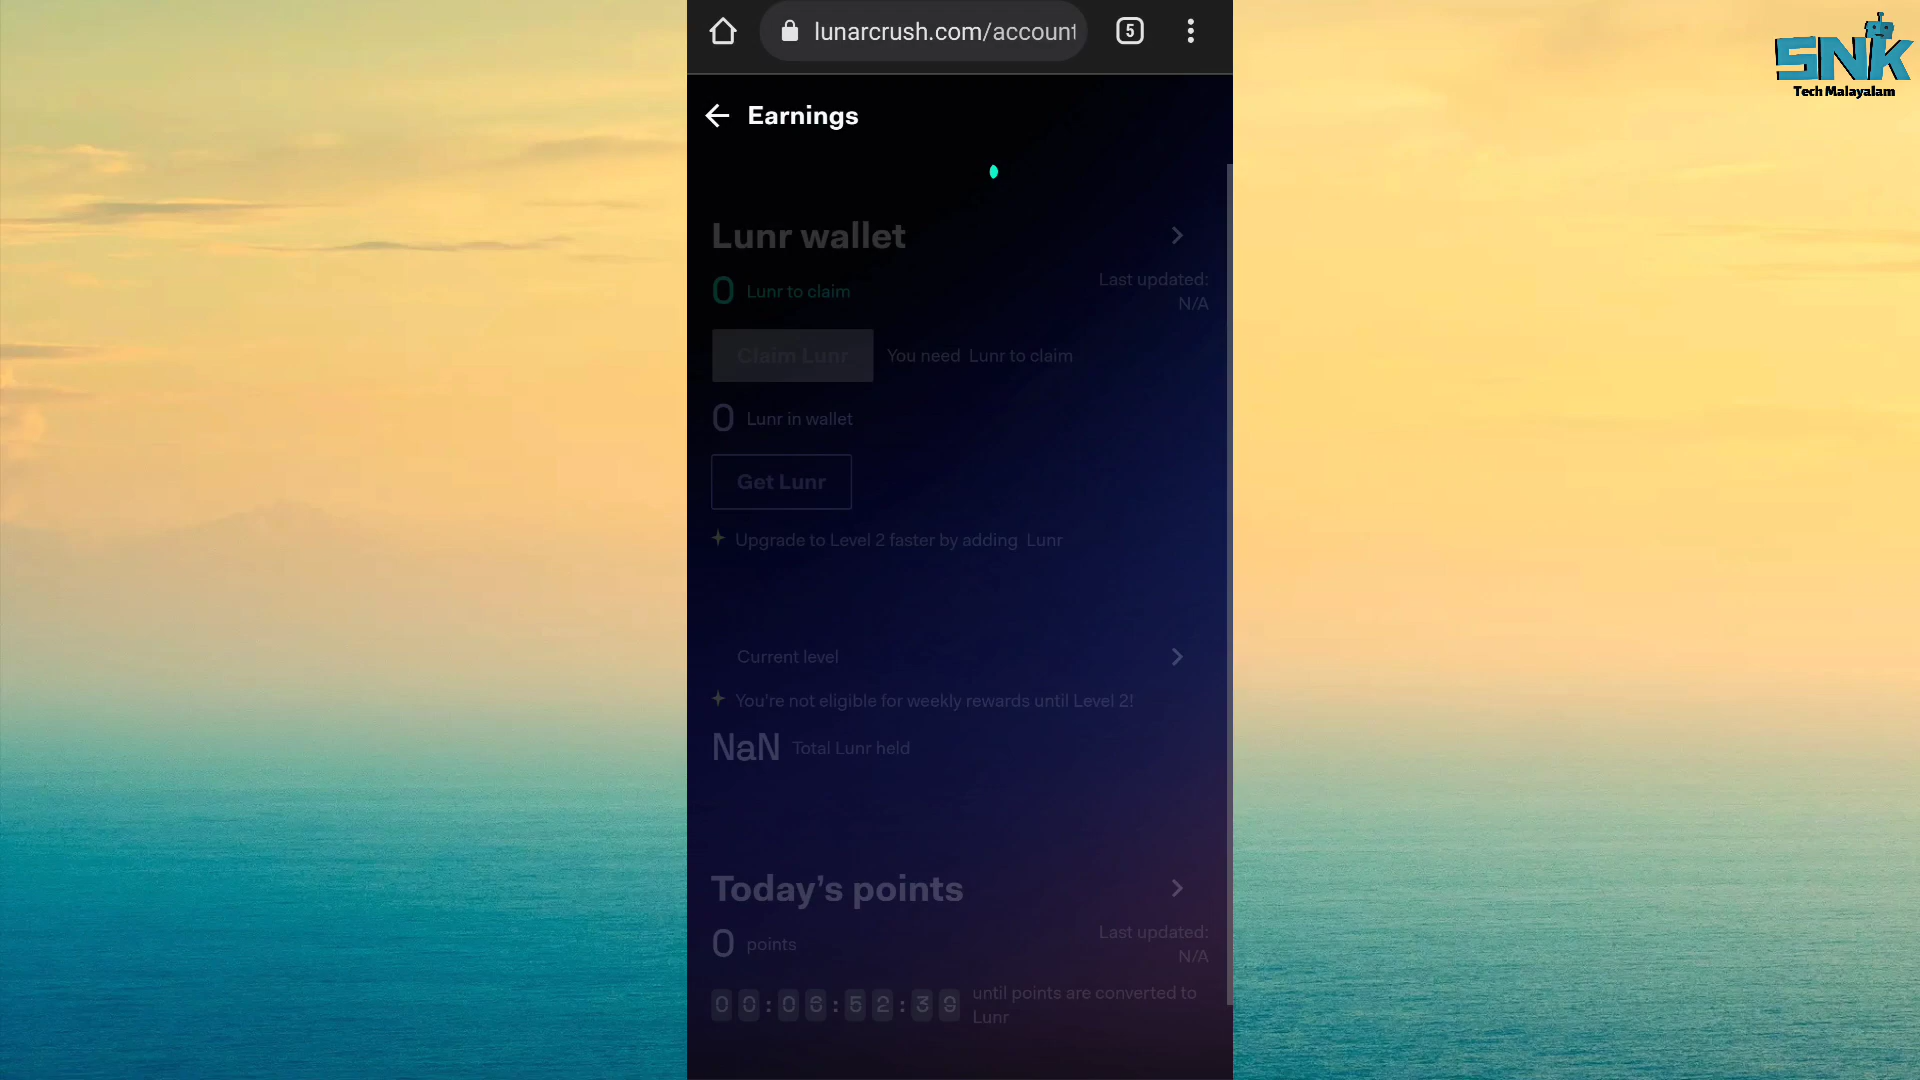 lunarcrush.com/account
5
SNK
Tech Malayalam
Earnings
Lunr wallet
0 Lunr to claim
Last updated:
N/A
Claim Lunr
You need Lunr to claim
0 Lunr in wallet
Get Lunr
Upgrade to Level 2 faster by adding Lunr
Current level
You're not eligible for weekly rewards until Level 2!
NaN Total Lunr held
Today’s points
0 points
Last updated:
N/A
00:06:52:39
until points are converted to
Lunr